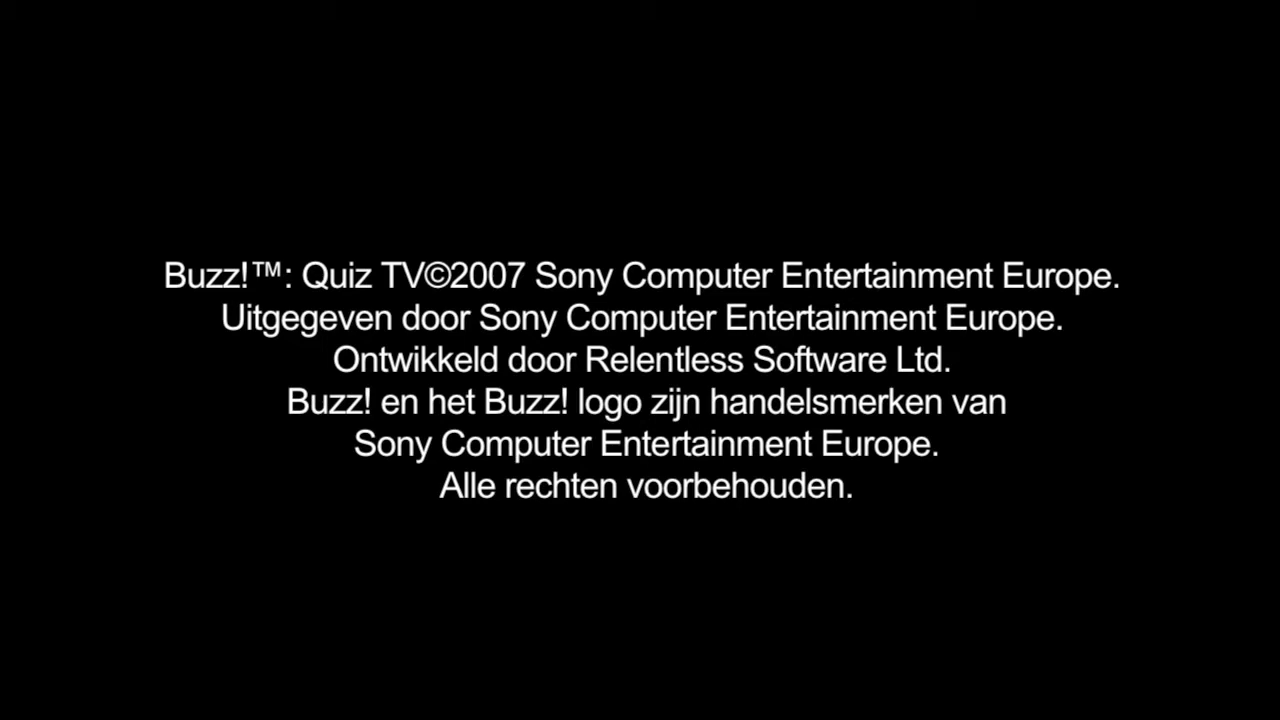 Buzz!™: Quiz TV©2007 Sony Computer Entertainment Europe.
Uitgegeven door Sony Computer Entertainment Europe.
Ontwikkeld door Relentless Software Ltd.
Buzz! en het Buzz! logo zijn handelsmerken van
Sony Computer Entertainment Europe.
Alle rechten voorbehouden.